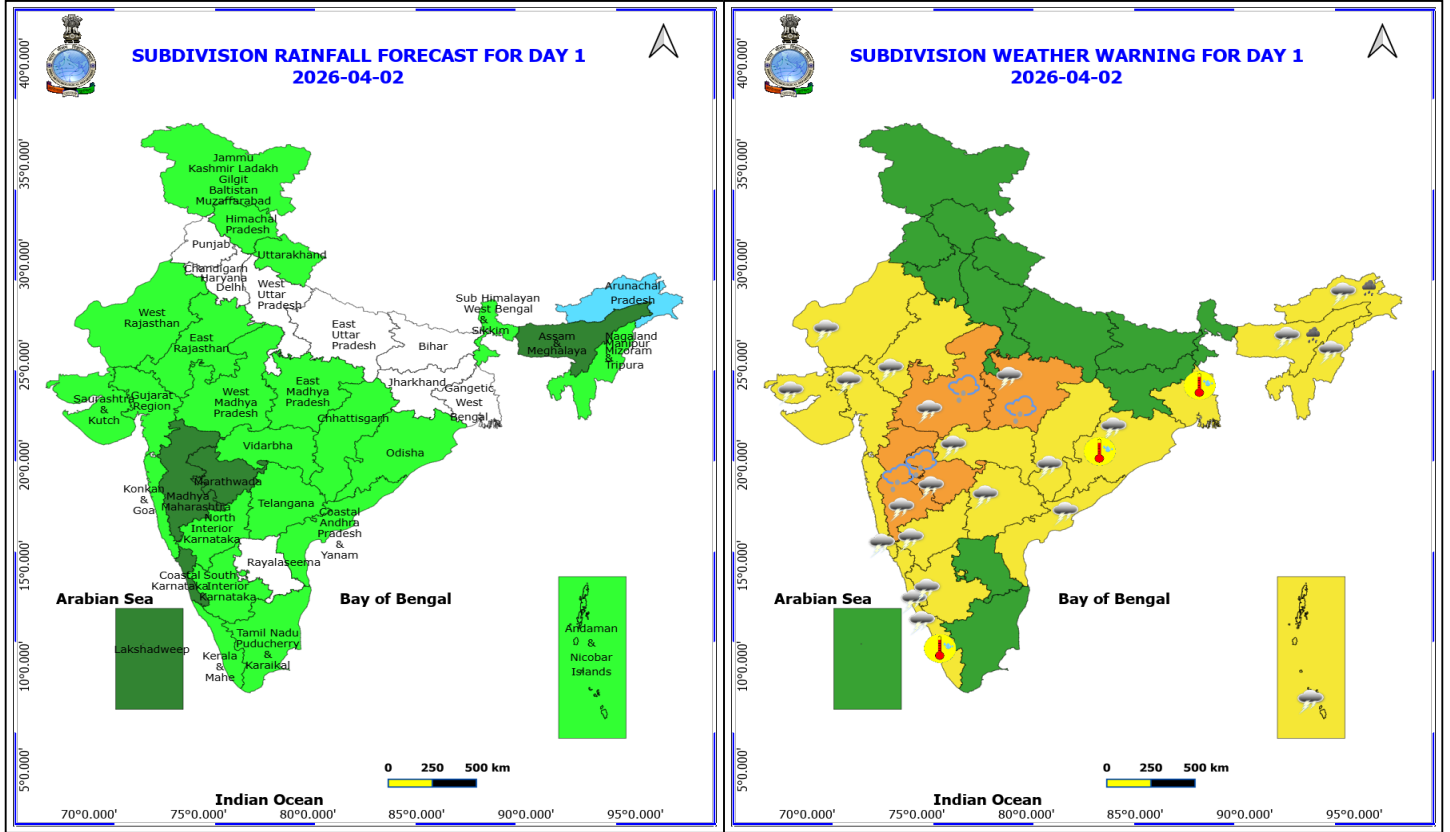 SUBDIVISION RAINFALL FORECAST FOR DAY 1
2026-04-02
40°0.000'
35°0.000'
30°0.000'
25°0.000'
20°0.000'
15°0.000'
10°0.000'
5°0.000'
Jammu
Kashmir Ladakh
Gilgit
Baltistan
Muzaffarabad
Himachal
Pradesh
Punjab
Uttarakhand
Chandigarh
Haryana
Delhi
West
Uttar
Pradesh
Arunachal
Pradesh
Sub Himalayan
West Bengal
&
Sikkim
West
Rajasthan
East
Rajasthan
East
Uttar
Pradesh
Bihar
Assam
&
Meghalaya
Nagaland
Manipur
Mizoram
&
Tripura
Jharkhand
Gangetic
West
Bengal
Saurashtra
&
Kutch
Gujarat
Region
West
Madhya
Pradesh
East
Madhya
Pradesh
Chhattisgarh
Vidarbha
Odisha
Konkan
&
Goa
Marathwada
Madhya
Maharashtra
Telangana
North
Interior
Karnataka
Coastal
Andhra
Pradesh
&
Yanam
Rayalaseema
Coastal
Karnataka
South
Interior
Karnataka
Arabian Sea
Bay of Bengal
Lakshadweep
Tamil Nadu
Puducherry
&
Karaikal
Kerala
&
Mahe
Andaman
&
Nicobar
Islands
0 250 500 km
Indian Ocean
70°0.000' 75°0.000' 80°0.000' 85°0.000' 90°0.000' 95°0.000'
SUBDIVISION WEATHER WARNING FOR DAY 1
2026-04-02
40°0.000'
35°0.000'
30°0.000'
25°0.000'
20°0.000'
15°0.000'
10°0.000'
5°0.000'
Arabian Sea
Bay of Bengal
0 250 500 km
Indian Ocean
70°0.000' 75°0.000' 80°0.000' 85°0.000' 90°0.000' 95°0.000'